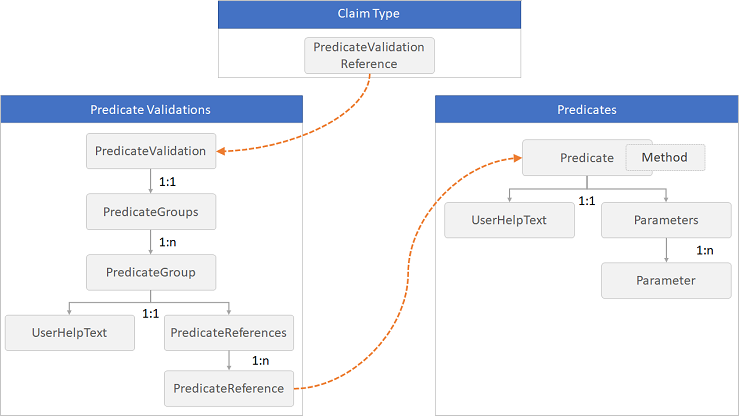 Claim Type
PredicateValidation
Reference
Predicate Validations
PredicateValidation
1:1
PredicateGroups
1:n
PredicateGroup
1:1
UserHelpText
PredicateReferences
1:n
PredicateReference
Predicates
Predicate
Method
1:1
UserHelpText
Parameters
1:n
Parameter